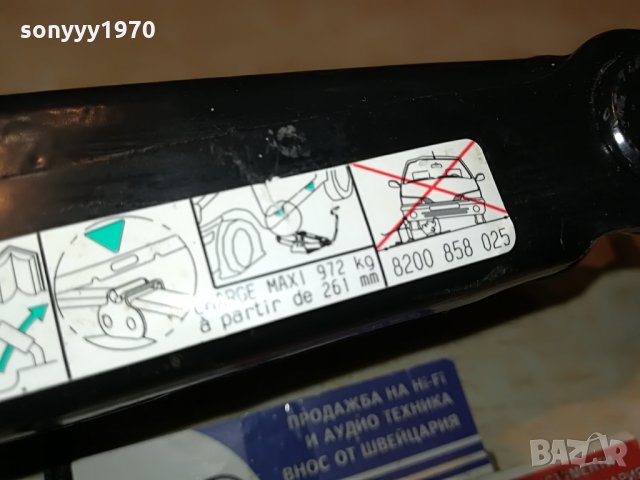 sonyyy1970
CHARGE MAXI 972 kg
à partir de 261 mm
8200 858 025
ПРОДАЖБА НА Hi-Fi
И АУДИО ТЕХНИКА
ВНОС ОТ ШВЕЙЦАРИЯ
BAZAR